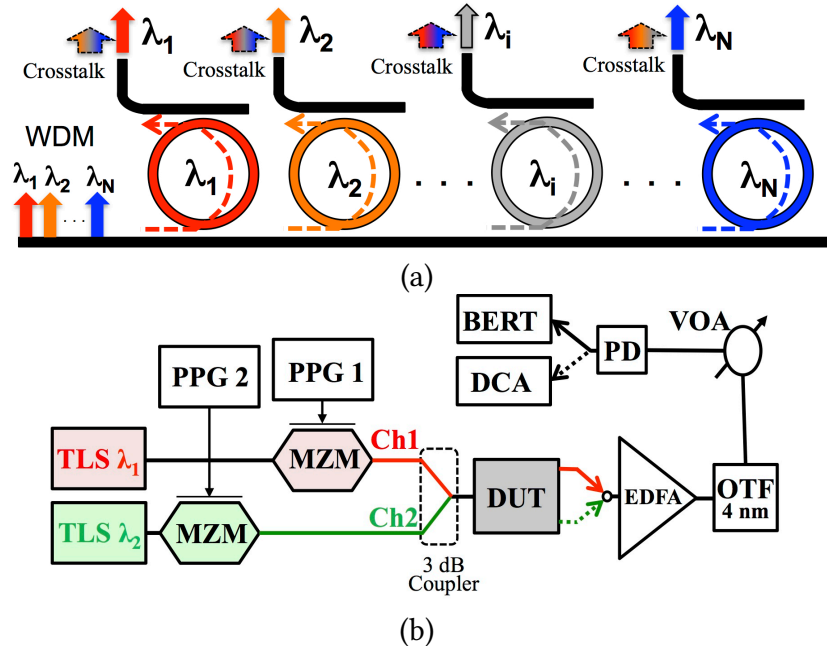 λ1 λ2 λi λN
Crosstalk Crosstalk Crosstalk Crosstalk
WDM
λ1 λ2 λN
...
λ1 λ2 . . . λi . . . λN
(a)
BERT
VOA
PD
DCA
PPG 2
PPG 1
Ch1
TLS λ1
MZM
DUT
EDFA
OTF
4 nm
Ch2
TLS λ2
MZM
3 dB
Coupler
(b)